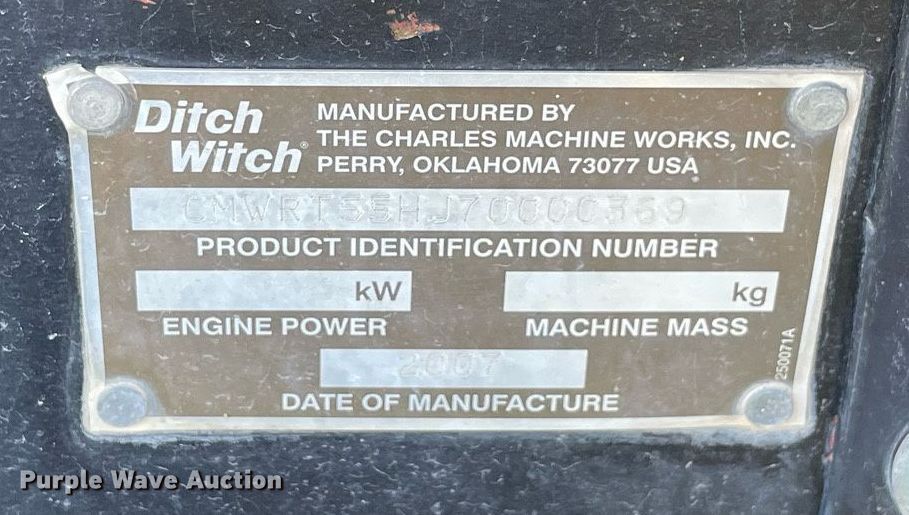 Ditch Witch®
MANUFACTURED BY
THE CHARLES MACHINE WORKS, INC.
PERRY, OKLAHOMA 73077 USA
CMWRT55HJ70000369
PRODUCT IDENTIFICATION NUMBER
kW
kg
ENGINE POWER
MACHINE MASS
2007
DATE OF MANUFACTURE
250071A
Purple Wave Auction